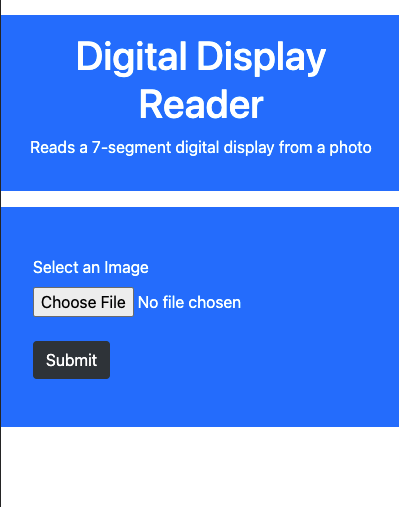 Digital Display
Reader
Reads a 7-segment digital display from a photo
Select an Image
Choose File No file chosen
Submit